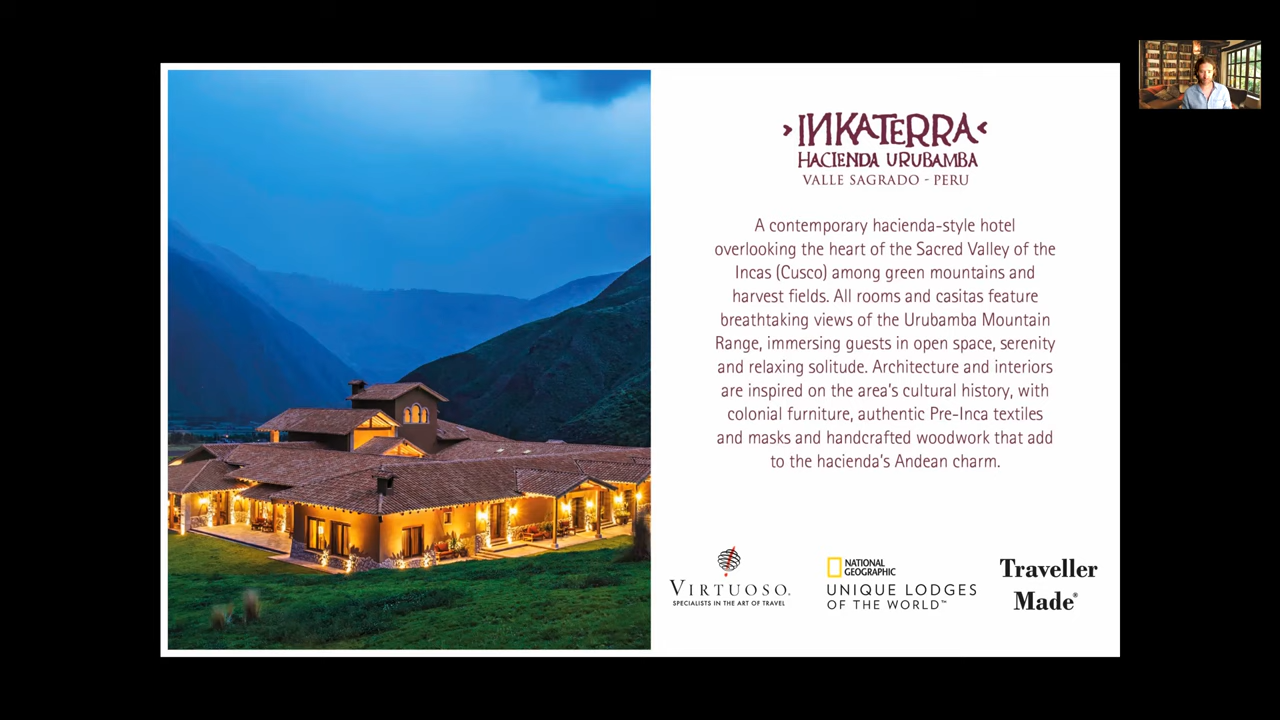 INKATERRA
HACIENDA URUBAMBA
VALLE SAGRADO - PERU
A contemporary hacienda-style hotel
overlooking the heart of the Sacred Valley of the
Incas (Cusco) among green mountains and
harvest fields. All rooms and casitas feature
breathtaking views of the Urubamba Mountain
Range, immersing guests in open space, serenity
and relaxing solitude. Architecture and interiors
are inspired on the area's cultural history, with
colonial furniture, authentic Pre-Inca textiles
and masks and handcrafted woodwork that add
to the hacienda's Andean charm.
VIRTUOSO.
SPECIALISTS IN THE ART OF TRAVEL
NATIONAL
GEOGRAPHIC
UNIQUE LODGES
OF THE WORLD™
Traveller
Made®